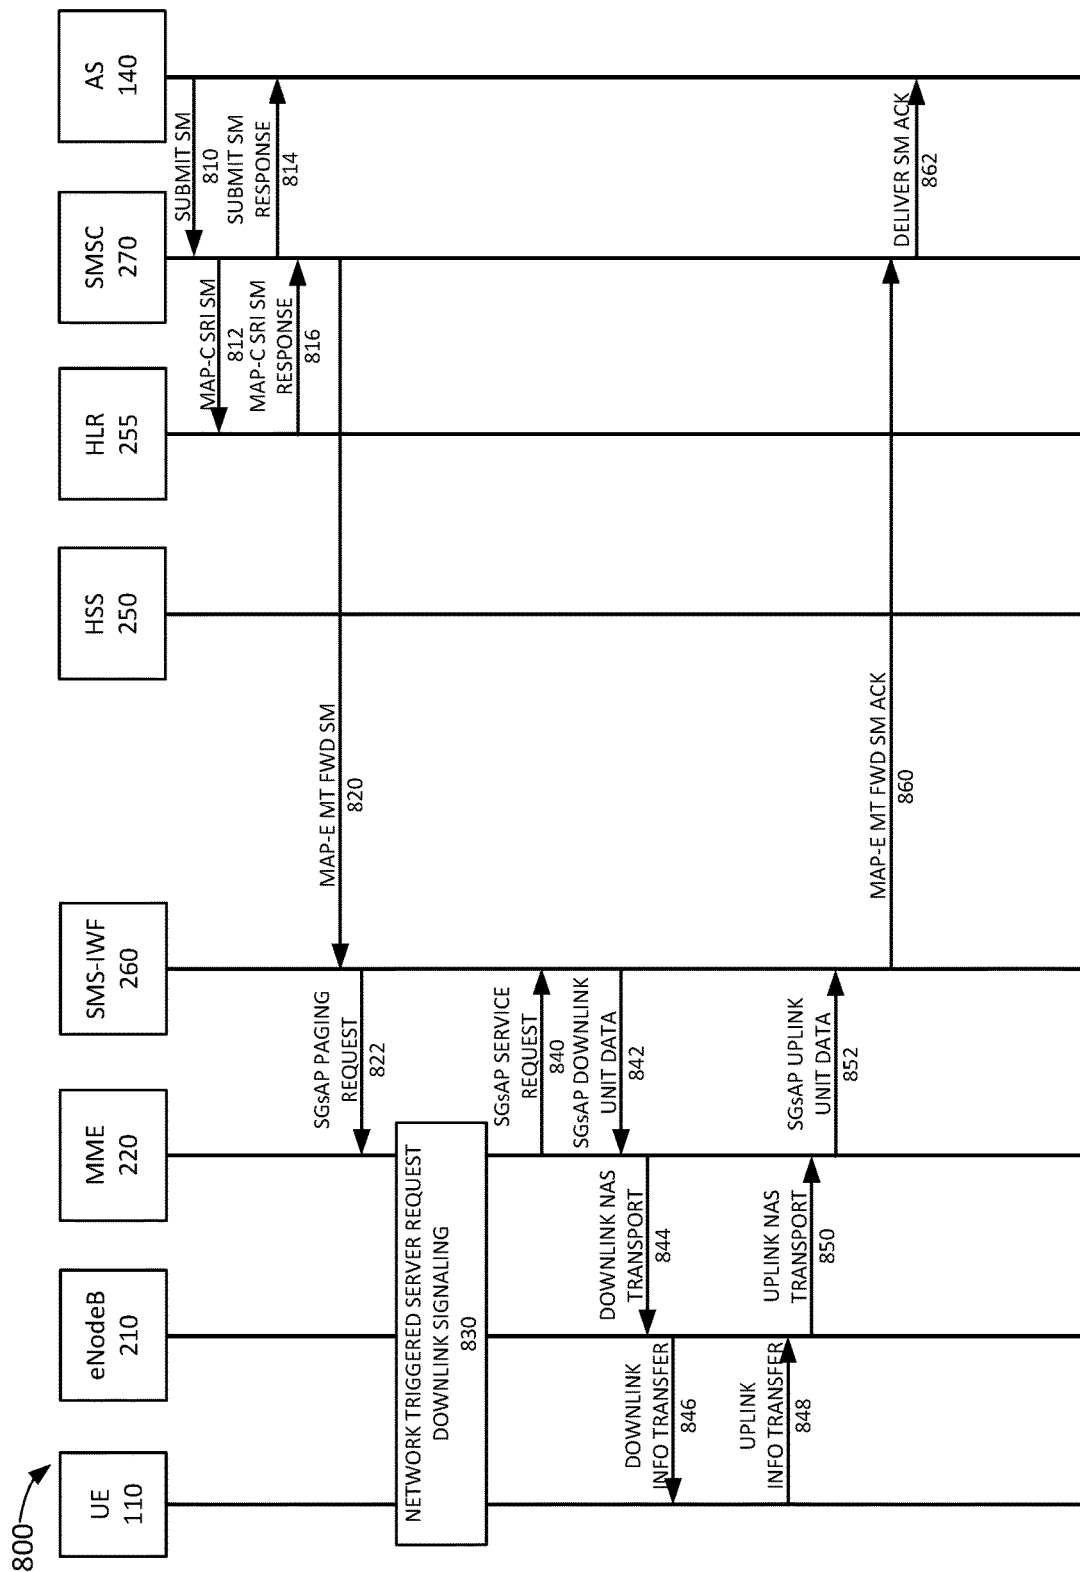 800
UE
110
eNodeB
210
MME
220
SMS-IWF
260
HSS
250
HLR
255
SMSC
270
AS
140
SUBMIT SM
810
MAP-C SRI SM
812
SUBMIT SM
RESPONSE
814
MAP-C SRI SM
RESPONSE
816
MAP-E MT FWD SM
820
SGsAP PAGING
REQUEST
822
NETWORK TRIGGERED SERVER REQUEST
DOWNLINK SIGNALING
830
SGsAP SERVICE
REQUEST
840
SGsAP DOWNLINK
UNIT DATA
842
DOWNLINK NAS
TRANSPORT
844
DOWNLINK
INFO TRANSFER
846
UPLINK
INFO TRANSFER
848
UPLINK NAS
TRANSPORT
850
SGsAP UPLINK
UNIT DATA
852
MAP-E MT FWD SM ACK
860
DELIVER SM ACK
862